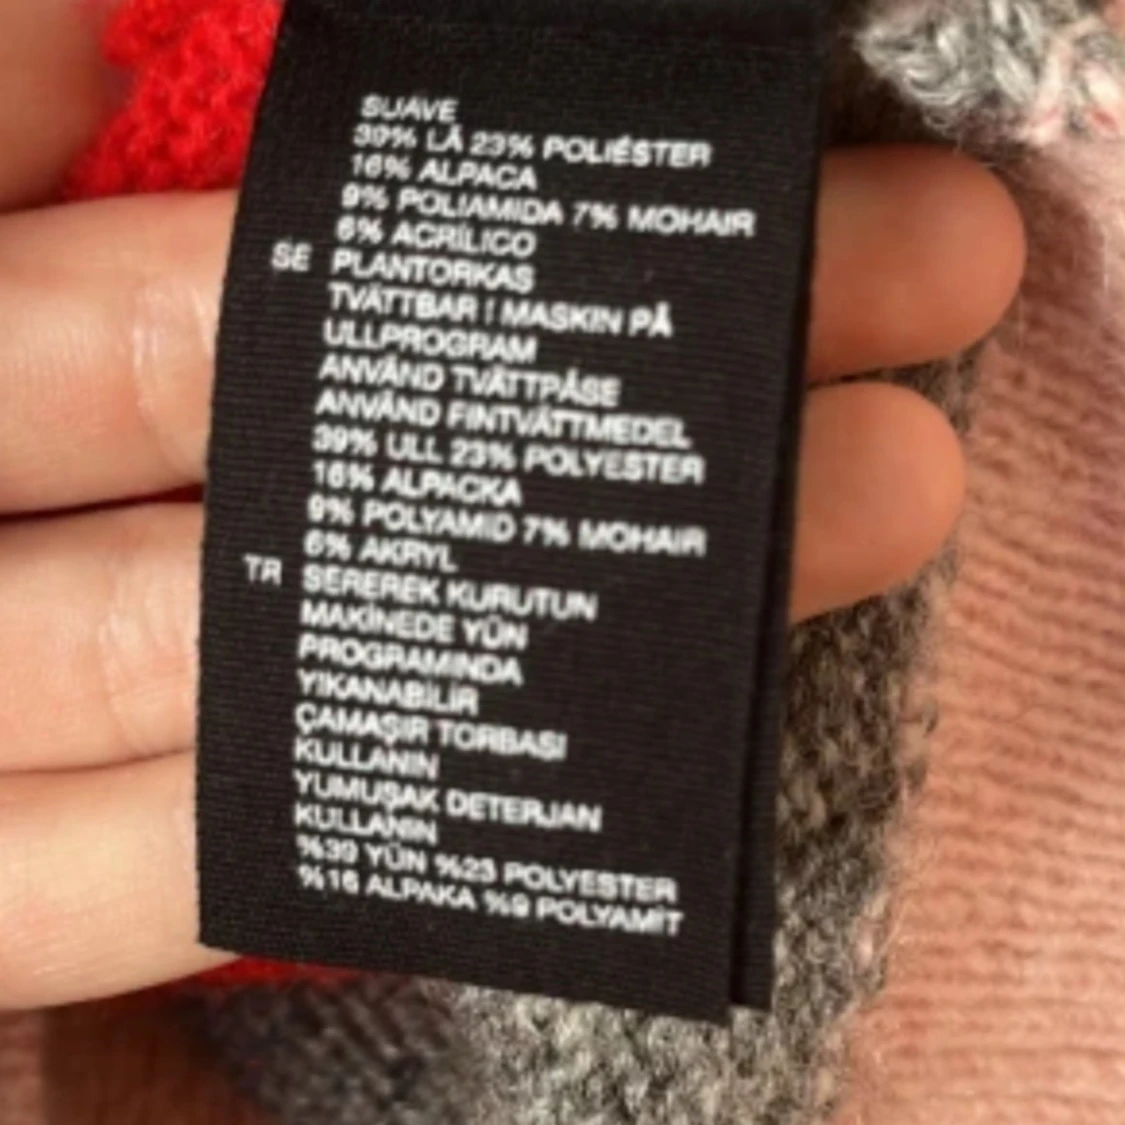 SUAVE
39% LÃ 23% POLIÉSTER
16% ALPACA
9% POLIAMIDA 7% MOHAIR
6% ACRÍLICO
SE PLANTORKAS
TVÄTTBAR I MASKIN PÅ
ULLPROGRAM
ANVÄND TVÄTTPÅSE
ANVÄND FINTVÄTTMEDEL
39% ULL 23% POLYESTER
16% ALPACKA
9% POLYAMID 7% MOHAIR
6% AKRYL
TR SEREREK KURUTUN
MAKİNEDE YÜN
PROGRAMINDA
YIKANABİLİR
ÇAMAŞIR TORBASI
KULLANIN
YUMUŞAK DETERJAN
KULLANIN
%39 YÜN %23 POLYESTER
%16 ALPAKA %9 POLYAMİT